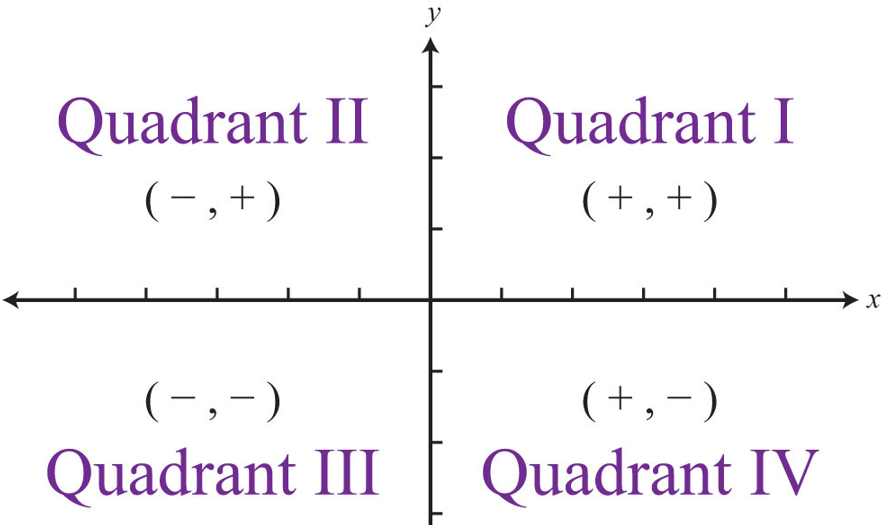 y
Quadrant II
Quadrant I
( − , + )
( + , + )
x
( − , − )
( + , − )
Quadrant III
Quadrant IV